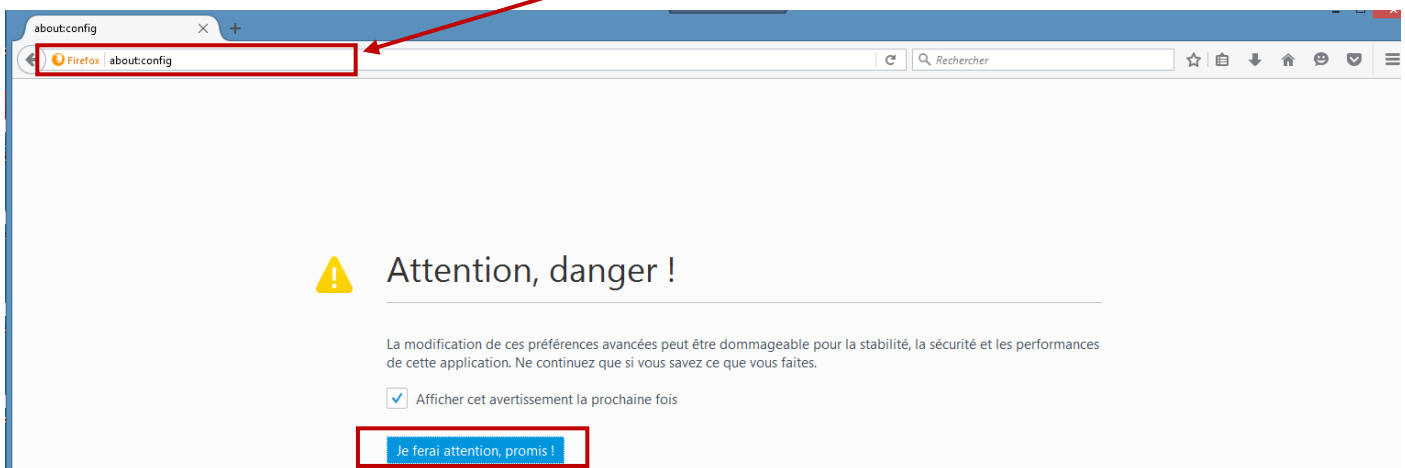 about:config
Firefox about:config
Rechercher
Attention, danger !
La modification de ces préférences avancées peut être dommageable pour la stabilité, la sécurité et les performances
de cette application. Ne continuez que si vous savez ce que vous faites.
Afficher cet avertissement la prochaine fois
Je ferai attention, promis !